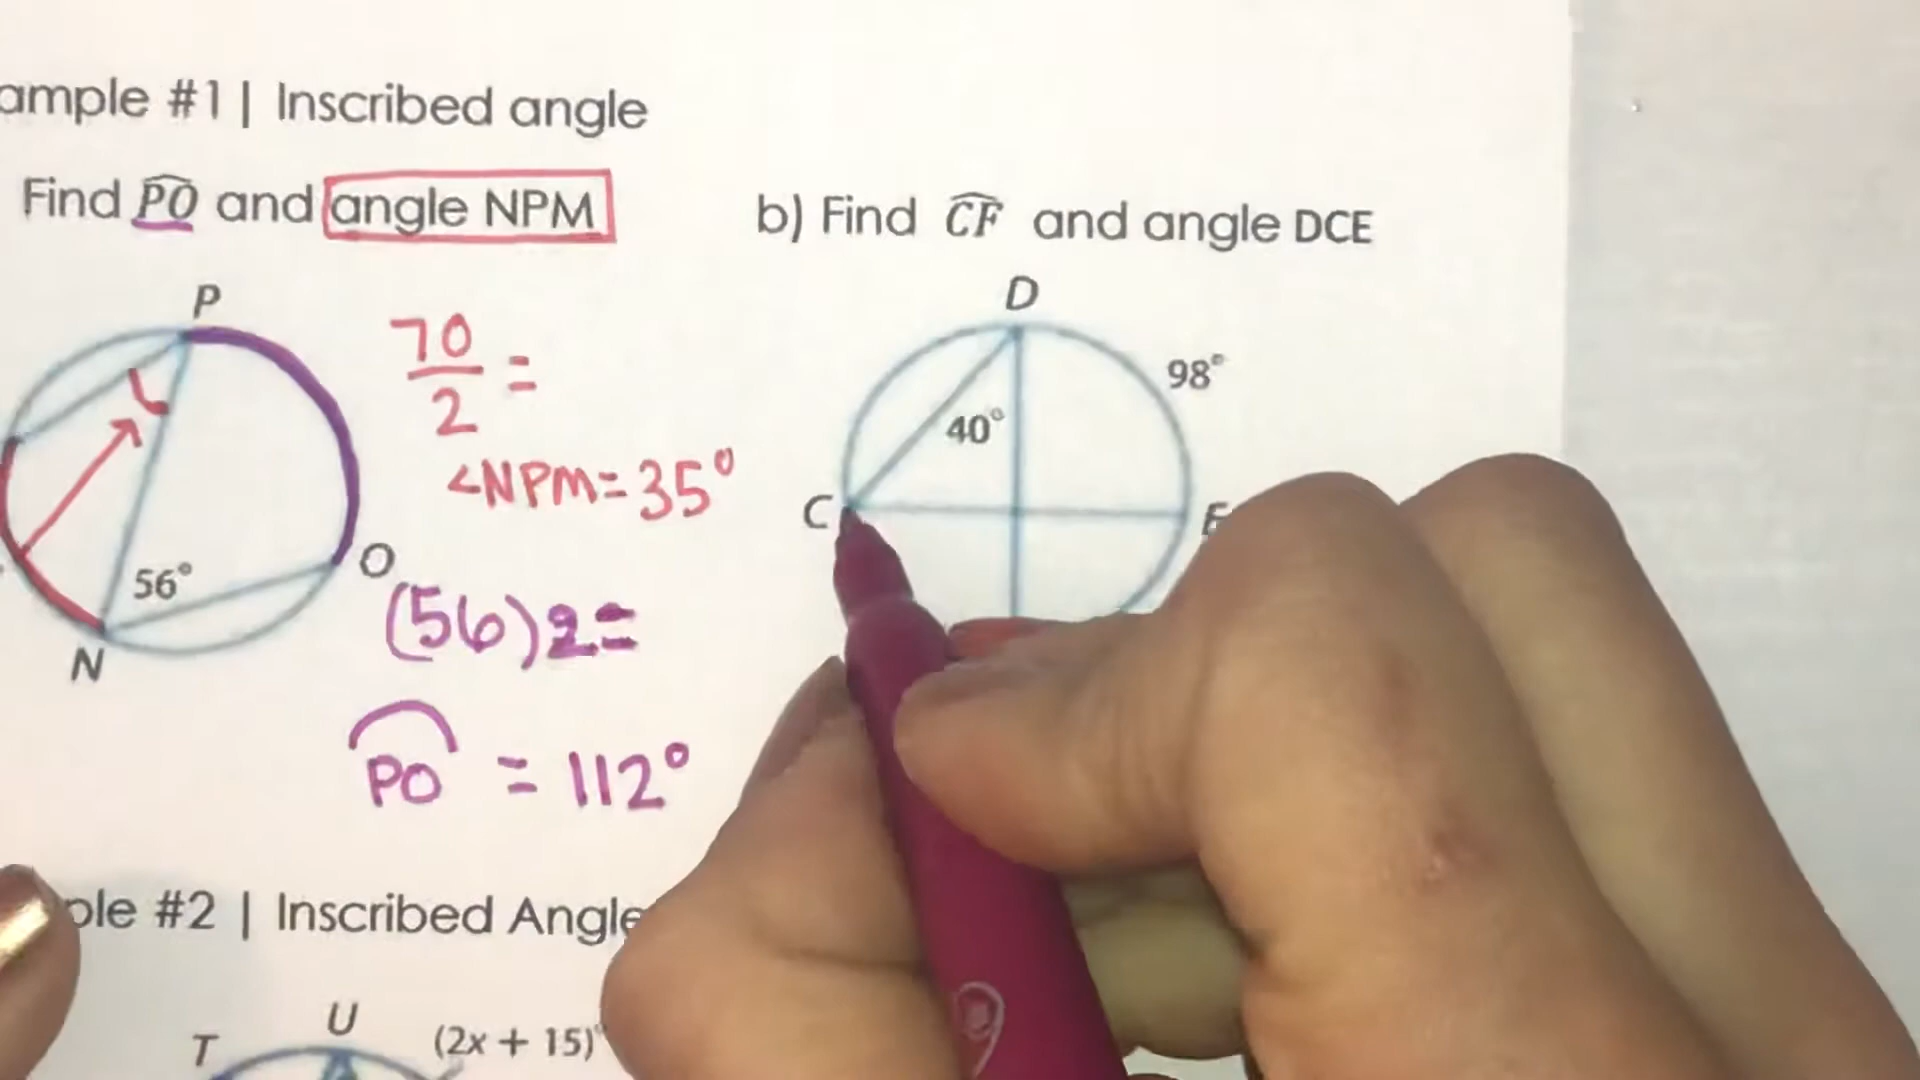 ample #1 | Inscribed angle
Find PO and angle NPM
b) Find CF and angle DCE
P
70
2
=
<NPM=35°
56°
N
O
(56)2=
PO = 112°
D
98°
40°
C
ple #2 | Inscribed Angle
U
T
(2x + 15)°